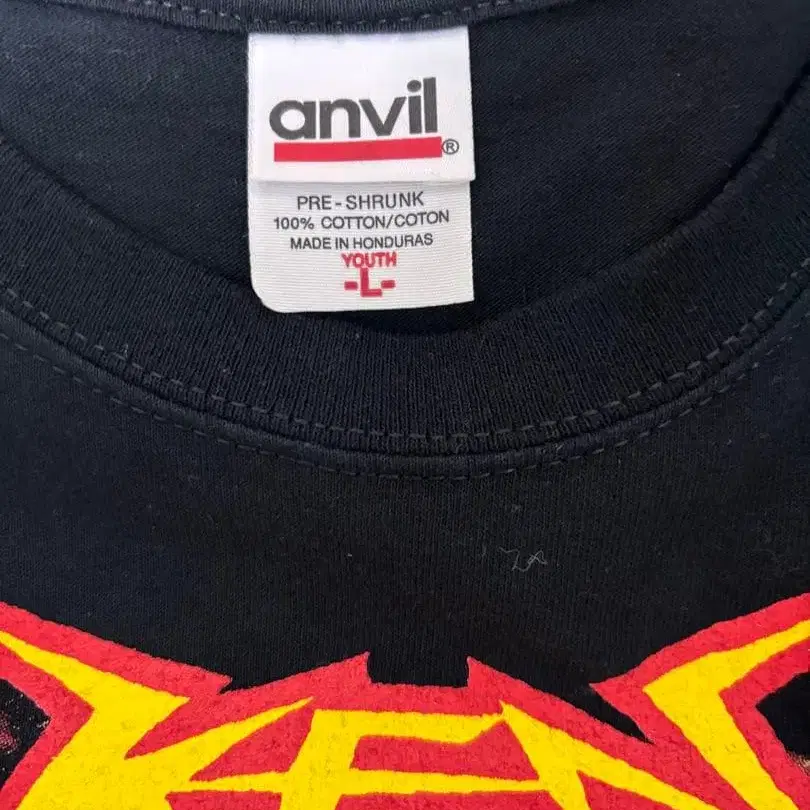 anvil®
PRE-SHRUNK
100% COTTON/COTON
MADE IN HONDURAS
YOUTH
-L-